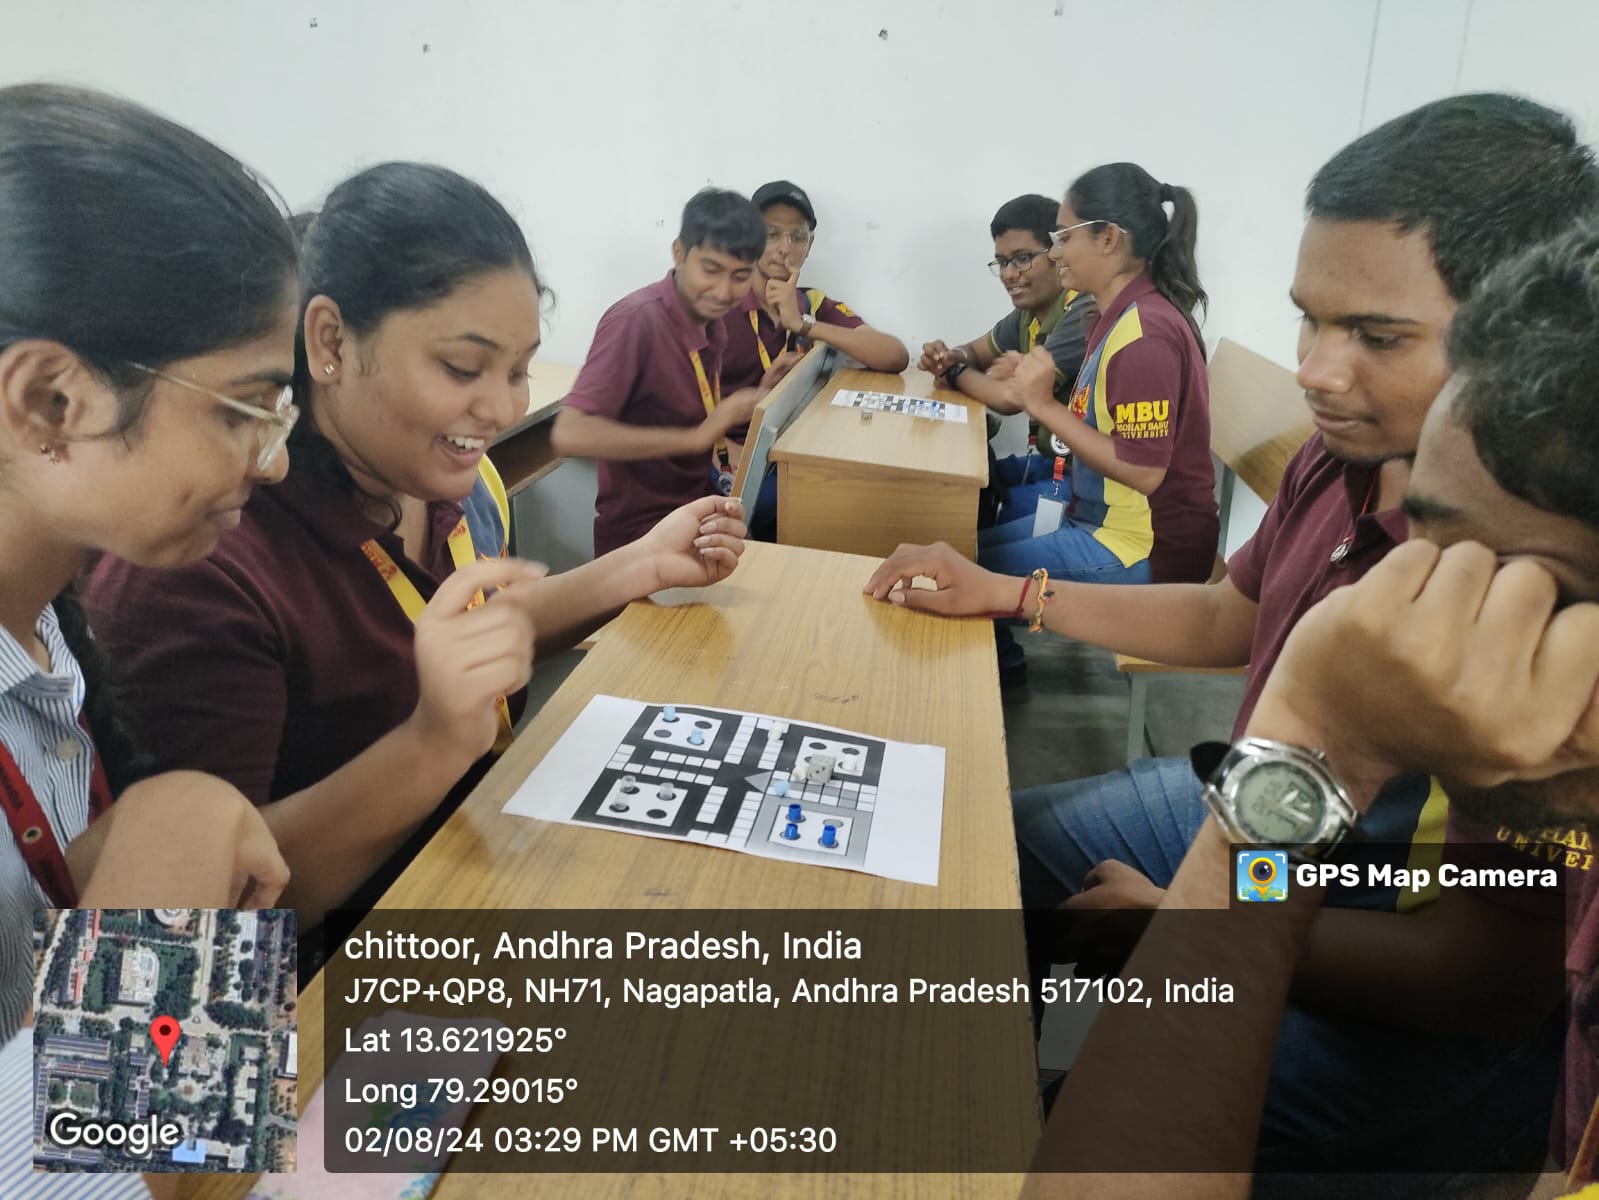 MBU
MOHAN BABU
UNIVERSITY
GPS Map Camera
chittoor, Andhra Pradesh, India
J7CP+QP8, NH71, Nagapatla, Andhra Pradesh 517102, India
Lat 13.621925°
Long 79.29015°
02/08/24 03:29 PM GMT +05:30
Google